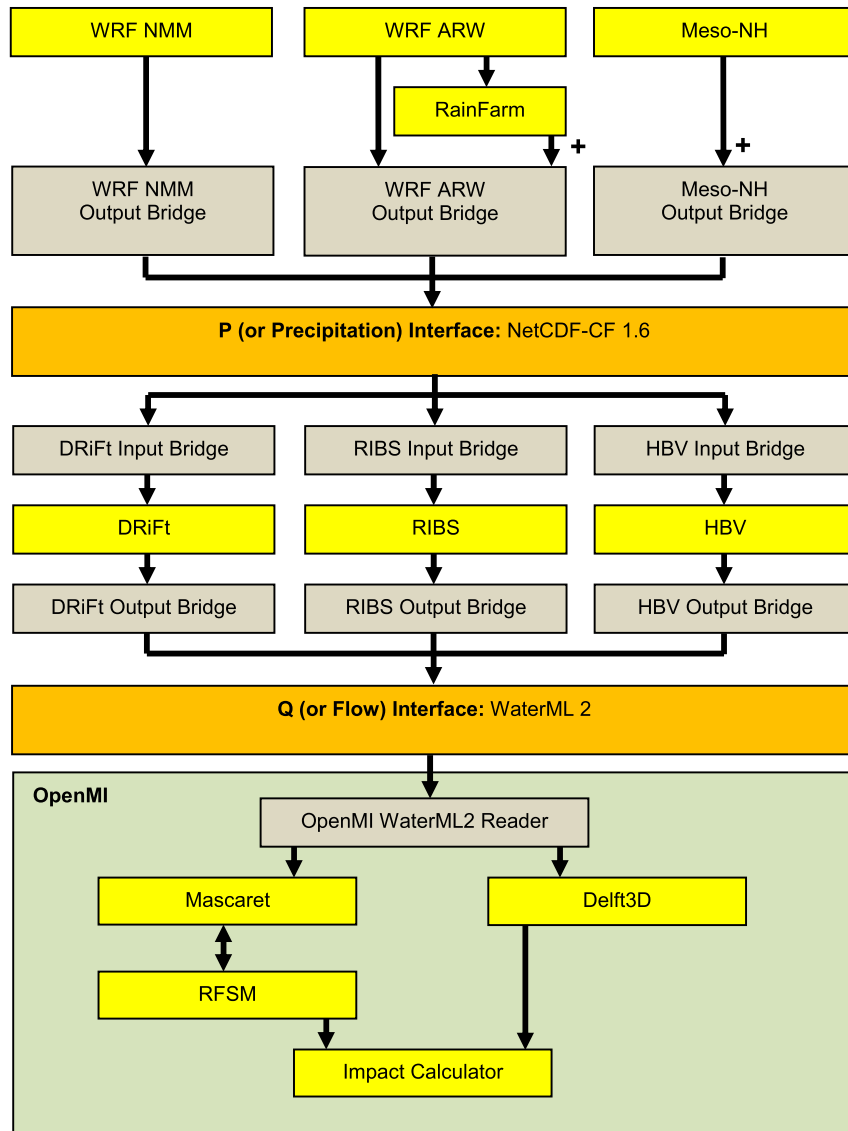 WRF NMM
WRF ARW
Meso-NH
RainFarm
+
+
WRF NMM
Output Bridge
WRF ARW
Output Bridge
Meso-NH
Output Bridge
P (or Precipitation) Interface: NetCDF-CF 1.6
DRiFt Input Bridge
RIBS Input Bridge
HBV Input Bridge
DRiFt
RIBS
HBV
DRiFt Output Bridge
RIBS Output Bridge
HBV Output Bridge
Q (or Flow) Interface: WaterML 2
OpenMI
OpenMI WaterML2 Reader
Mascaret
Delft3D
RFSM
Impact Calculator